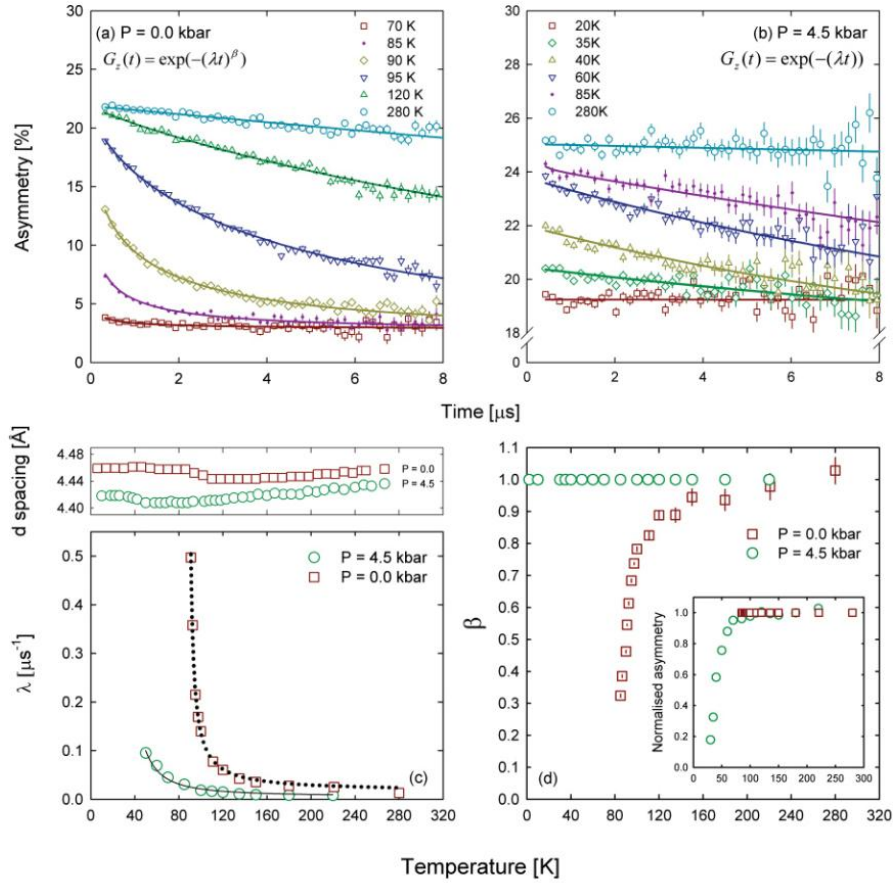 (a) P = 0.0 kbar
G_z(t) = exp(−(λt)^β)
70 K
85 K
90 K
95 K
120 K
280 K
Asymmetry [%]
30
25
20
15
10
5
0
0 2 4 6 8
(b) P = 4.5 kbar
G_z(t) = exp(−(λt))
20K
35K
40K
60K
85K
280K
30
28
26
24
22
20
18
0
0 2 4 6 8
Time [μs]
d spacing [Å]
4.48
4.44
4.40
P = 0.0
P = 4.5
λ [μs⁻¹]
0.5
0.4
0.3
0.2
0.1
0.0
P = 4.5 kbar
P = 0.0 kbar
(c)
0 40 80 120 160 200 240 280
β
1.1
1.0
0.9
0.8
0.7
0.6
0.5
0.4
0.3
0.2
0.1
0.0
P = 0.0 kbar
P = 4.5 kbar
Normalised asymmetry
1.0
0.8
0.6
0.4
0.2
0.0
0 50 100 150 200 250 300
(d)
0 40 80 120 160 200 240 280 320
Temperature [K]